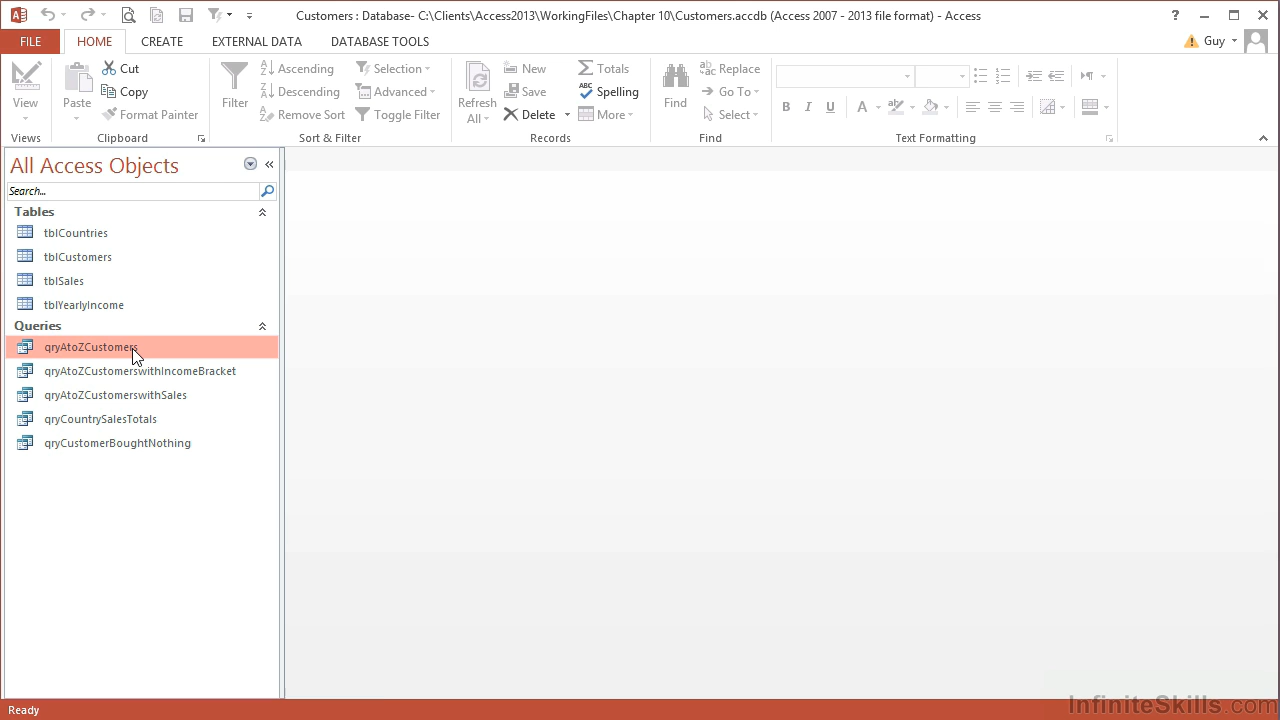 Customers : Database- C:\Clients\Access2013\WorkingFiles\Chapter 10\Customers.accdb (Access 2007 - 2013 file format) - Access
?
FILE HOME CREATE EXTERNAL DATA DATABASE TOOLS Guy
View
Views
Paste
Cut
Copy
Format Painter
Clipboard
Filter
Ascending
Descending
Remove Sort
Selection
Advanced
Toggle Filter
Sort & Filter
Refresh
All
New
Save
Delete
Totals
Spelling
More
Records
Find
Replace
Go To
Select
Find
B I U A
Text Formatting
All Access Objects
Search...
Tables
tblCountries
tblCustomers
tblSales
tblYearlyIncome
Queries
qryAtoZCustomers
qryAtoZCustomerswithIncomeBracket
qryAtoZCustomerswithSales
qryCountrySalesTotals
qryCustomerBoughtNothing
Ready
InfiniteSkills.com